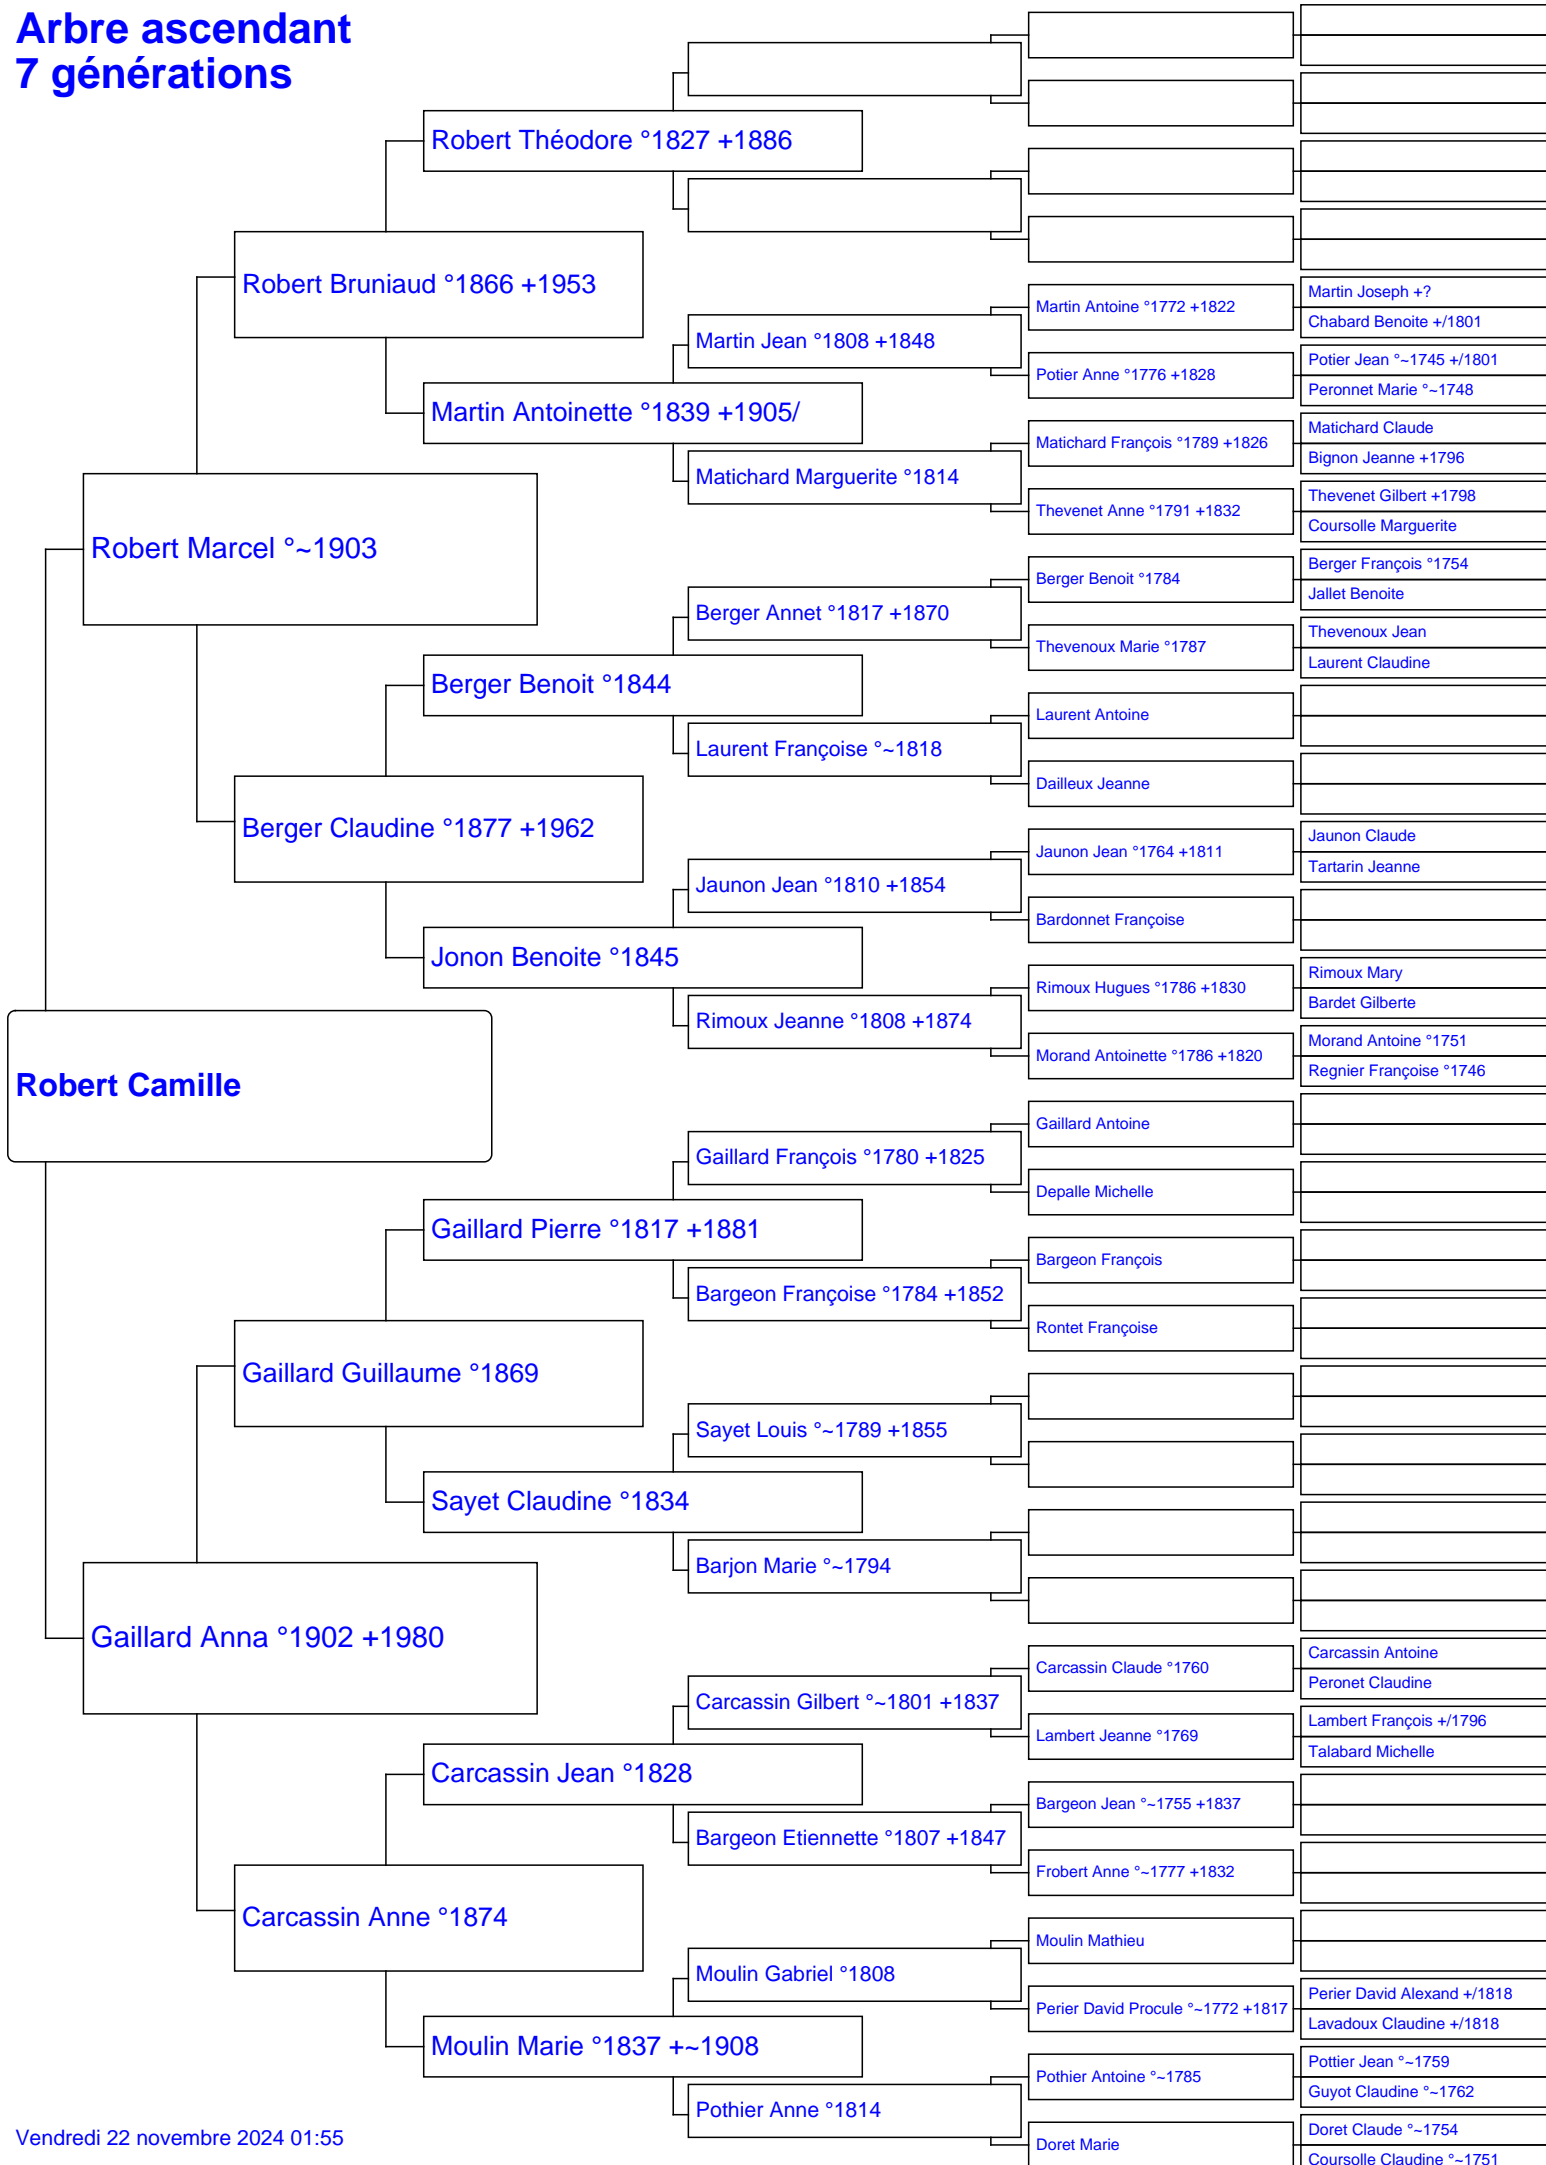 Arbre ascendant
7 générations
Robert Théodore °1827 +1886
Robert Bruniaud °1866 +1953
Martin Joseph +?
Martin Antoine °1772 +1822
Chabard Benoite +/1801
Martin Jean °1808 +1848
Potier Jean °~1745 +/1801
Potier Anne °1776 +1828
Peronnet Marie °~1748
Martin Antoinette °1839 +1905/
Matichard Claude
Matichard François °1789 +1826
Bignon Jeanne +1796
Matichard Marguerite °1814
Thevenet Gilbert +1798
Thevenet Anne °1791 +1832
Coursolle Marguerite
Robert Marcel °~1903
Berger François °1754
Berger Benoit °1784
Jallet Benoite
Berger Annet °1817 +1870
Thevenoux Jean
Thevenoux Marie °1787
Laurent Claudine
Berger Benoit °1844
Laurent Antoine
Laurent Françoise °~1818
Dailleux Jeanne
Berger Claudine °1877 +1962
Jaunon Claude
Jaunon Jean °1764 +1811
Tartarin Jeanne
Jaunon Jean °1810 +1854
Bardonnet Françoise
Jonon Benoite °1845
Rimoux Mary
Rimoux Hugues °1786 +1830
Bardet Gilberte
Rimoux Jeanne °1808 +1874
Morand Antoine °1751
Morand Antoinette °1786 +1820
Regnier Françoise °1746
Robert Camille
Gaillard Antoine
Gaillard François °1780 +1825
Depalle Michelle
Gaillard Pierre °1817 +1881
Bargeon François
Bargeon Françoise °1784 +1852
Rontet Françoise
Gaillard Guillaume °1869
Sayet Louis °~1789 +1855
Sayet Claudine °1834
Barjon Marie °~1794
Gaillard Anna °1902 +1980
Carcassin Antoine
Carcassin Claude °1760
Peronet Claudine
Carcassin Gilbert °~1801 +1837
Lambert François +/1796
Lambert Jeanne °1769
Talabard Michelle
Carcassin Jean °1828
Bargeon Jean °~1755 +1837
Bargeon Etiennette °1807 +1847
Frobert Anne °~1777 +1832
Carcassin Anne °1874
Moulin Mathieu
Moulin Gabriel °1808
Perier David Alexand +/1818
Perier David Procule °~1772 +1817
Lavadoux Claudine +/1818
Moulin Marie °1837 +~1908
Pottier Jean °~1759
Pothier Antoine °~1785
Guyot Claudine °~1762
Pothier Anne °1814
Doret Claude °~1754
Doret Marie
Coursolle Claudine °~1751
Vendredi 22 novembre 2024 01:55